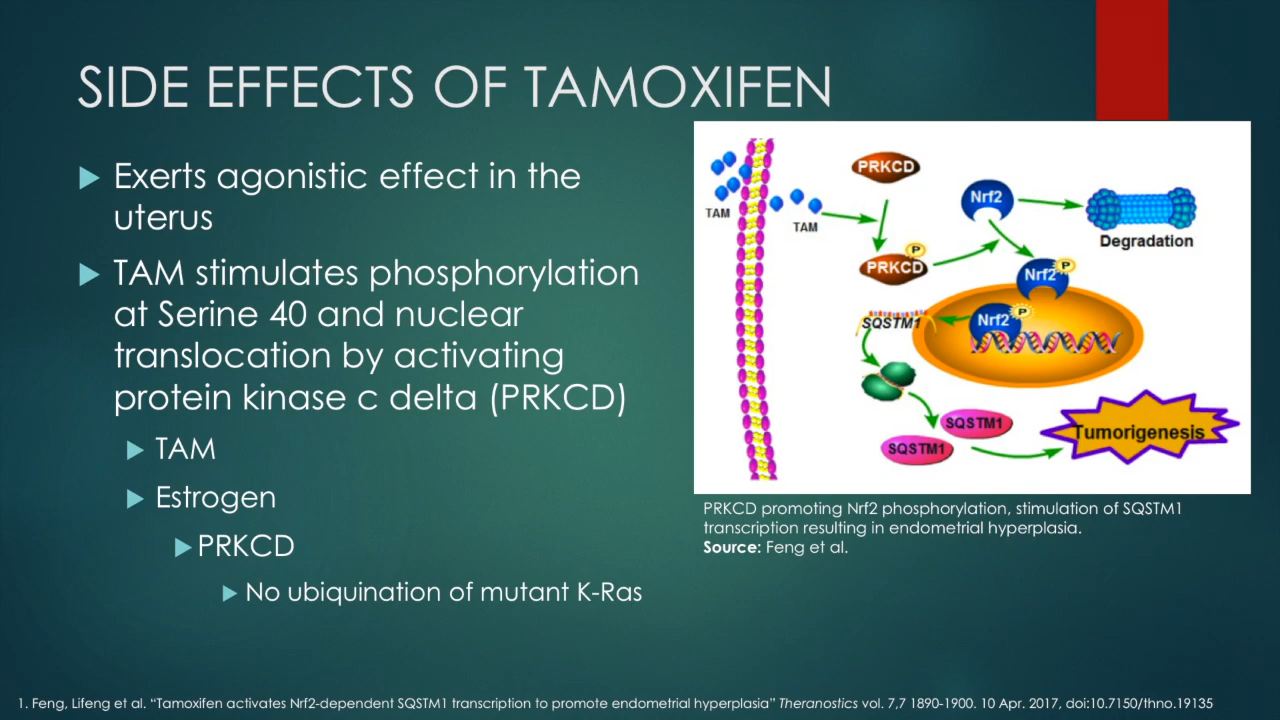 SIDE EFFECTS OF TAMOXIFEN
Exerts agonistic effect in the
uterus
TAM stimulates phosphorylation
at Serine 40 and nuclear
translocation by activating
protein kinase c delta (PRKCD)
TAM
Estrogen
PRKCD
No ubiquination of mutant K-Ras
TAM
TAM
PRKCD
P
PRKCD
Nrf2
Degradation
P
Nrf2
P
Nrf2
SQSTM1
SQSTM1
SQSTM1
Tumorigenesis
PRKCD promoting Nrf2 phosphorylation, stimulation of SQSTM1
transcription resulting in endometrial hyperplasia.
Source: Feng et al.
1. Feng, Lifeng et al. “Tamoxifen activates Nrf2-dependent SQSTM1 transcription to promote endometrial hyperplasia” Theranostics vol. 7,7 1890-1900. 10 Apr. 2017, doi:10.7150/thno.19135